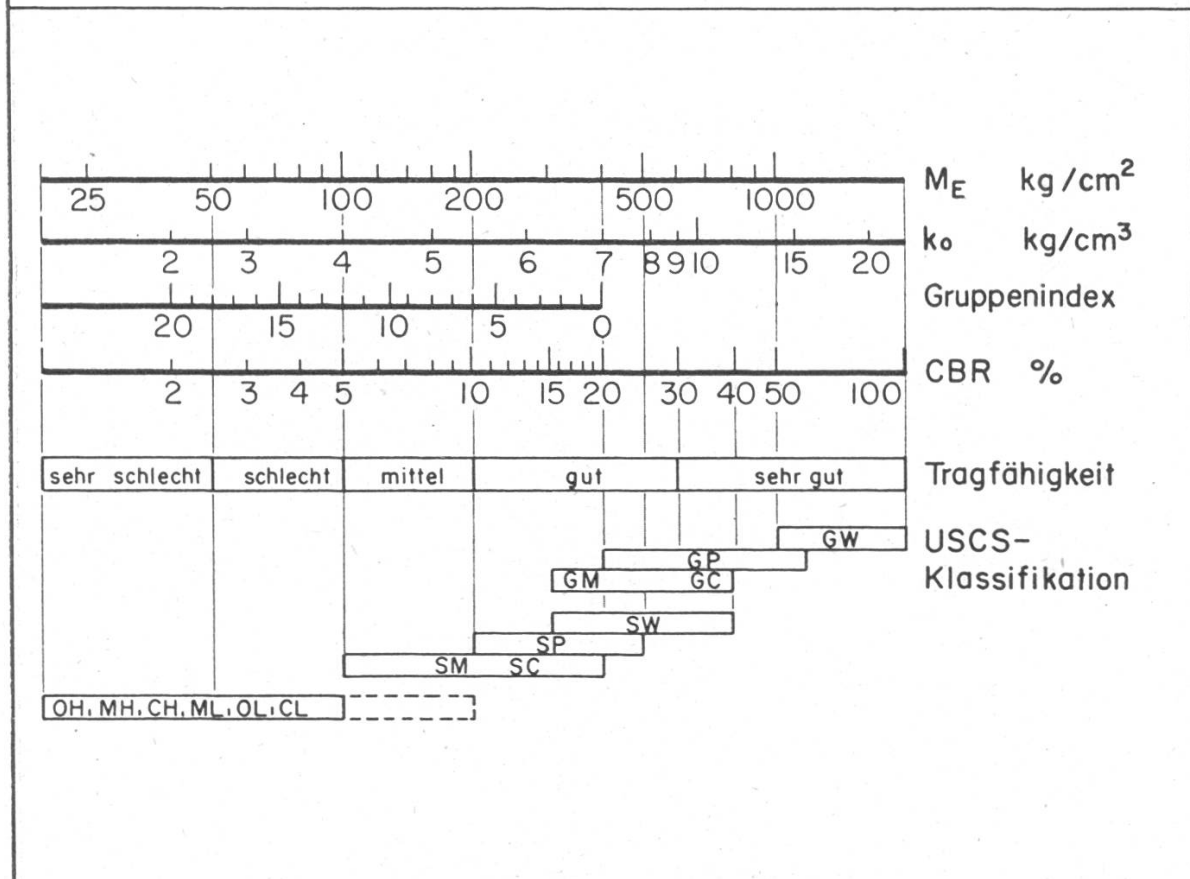 25 50 100 200 500 1000 M_E kg/cm²
2 3 4 5 6 7 8 9 10 15 20 k₀ kg/cm³
20 15 10 5 0 Gruppenindex
2 3 4 5 10 15 20 30 40 50 100 CBR %
sehr schlecht schlecht mittel gut sehr gut Tragfähigkeit
GW USCS-
GP
GM GC Klassifikation
SW
SP
SM SC
OH, MH, CH, ML, OL, CL